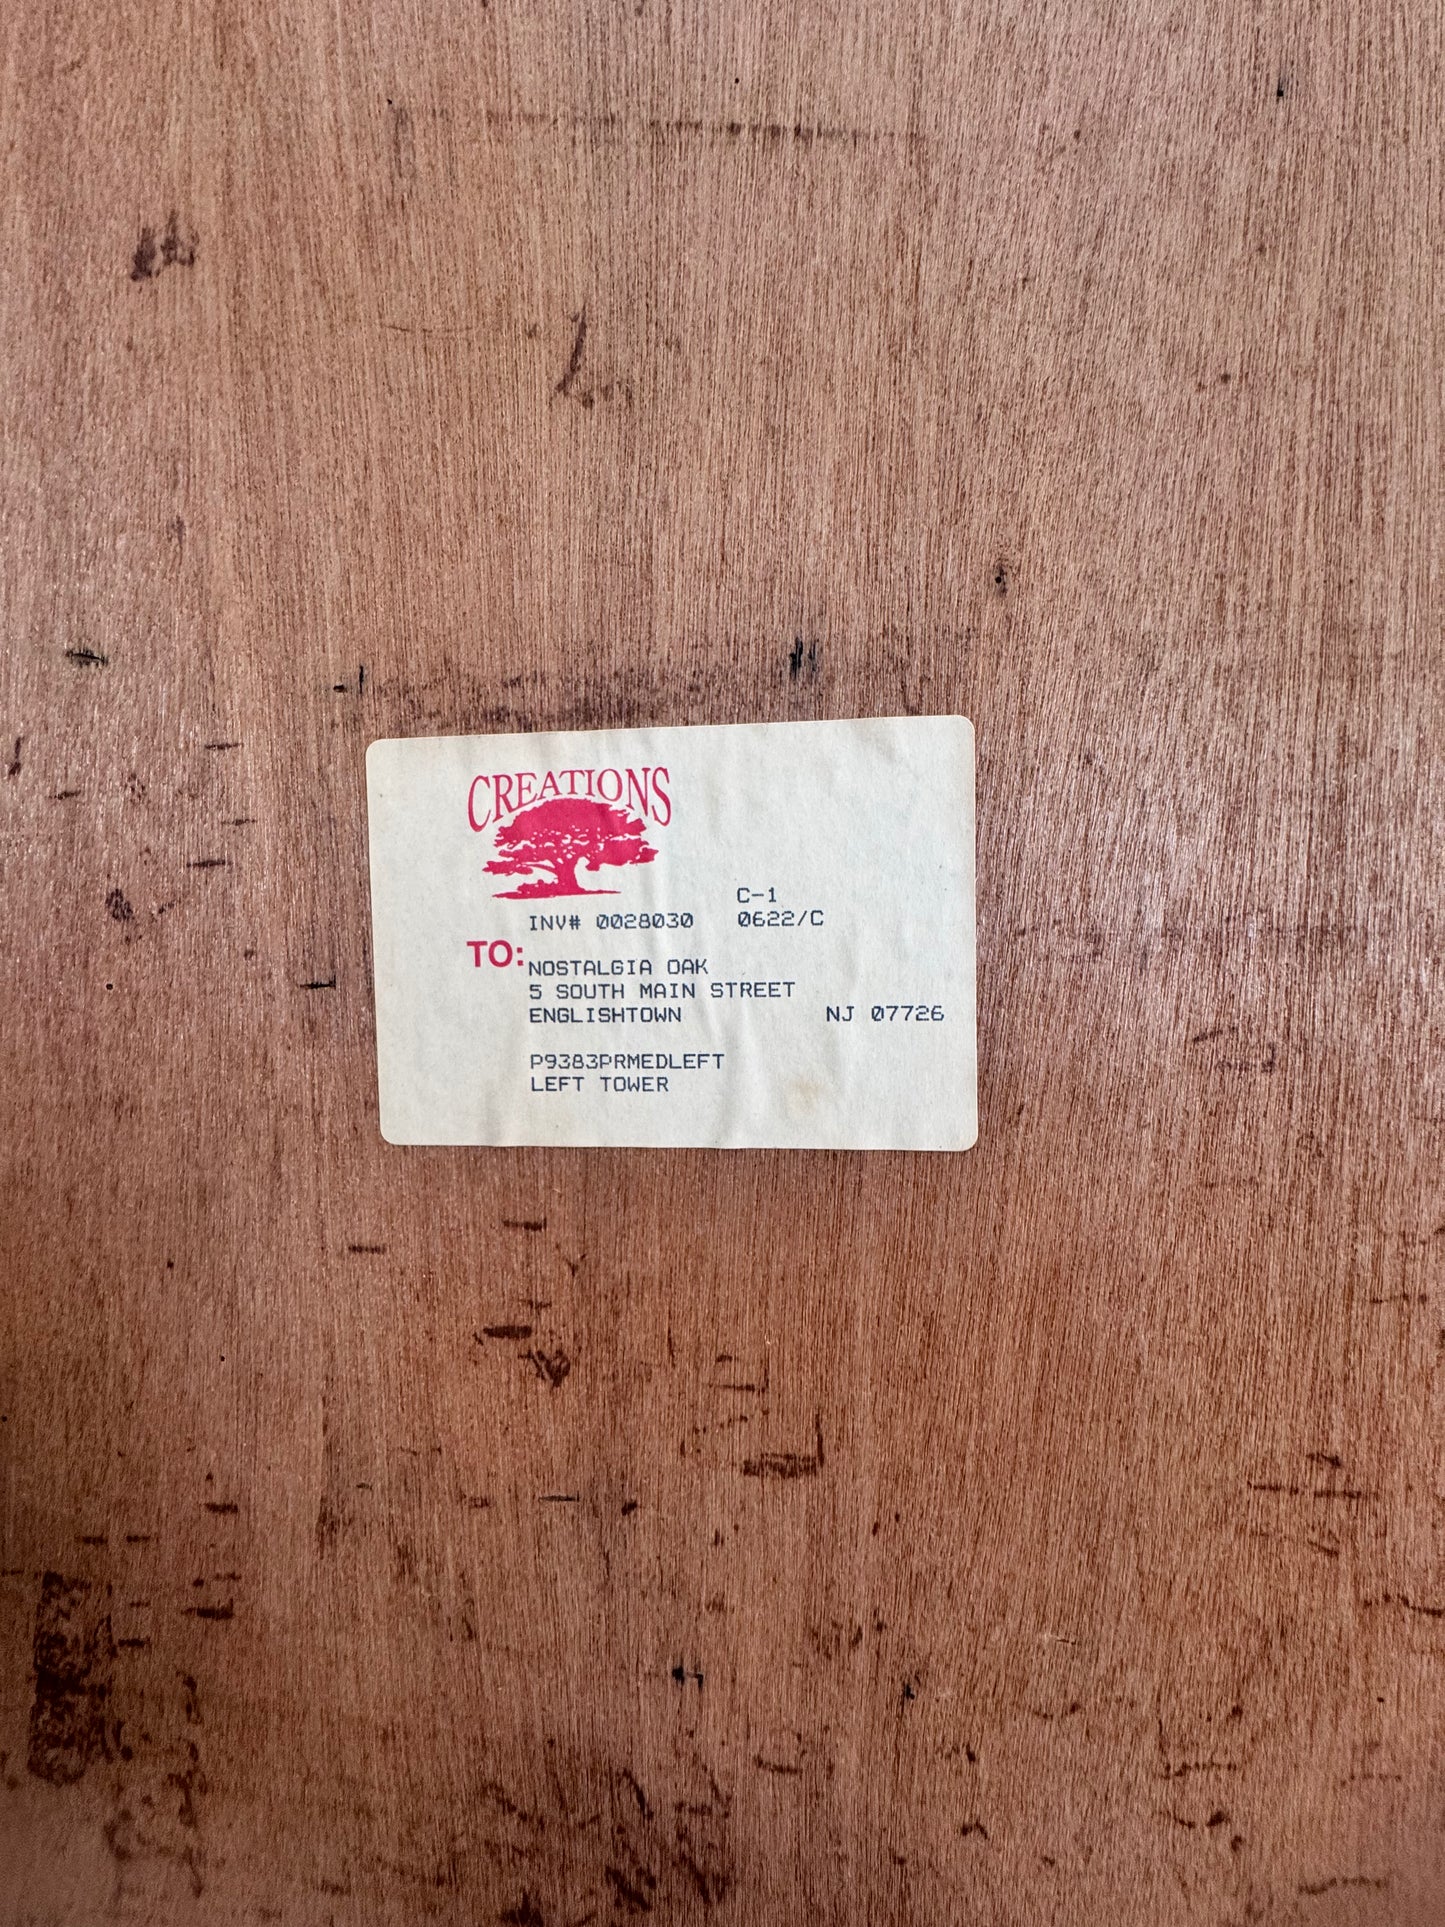 CREATIONS
C-1
INV# 0028030 0622/C
TO:
NOSTALGIA OAK
5 SOUTH MAIN STREET
ENGLISHTOWN NJ 07726
P9383PRMEDLEFT
LEFT TOWER